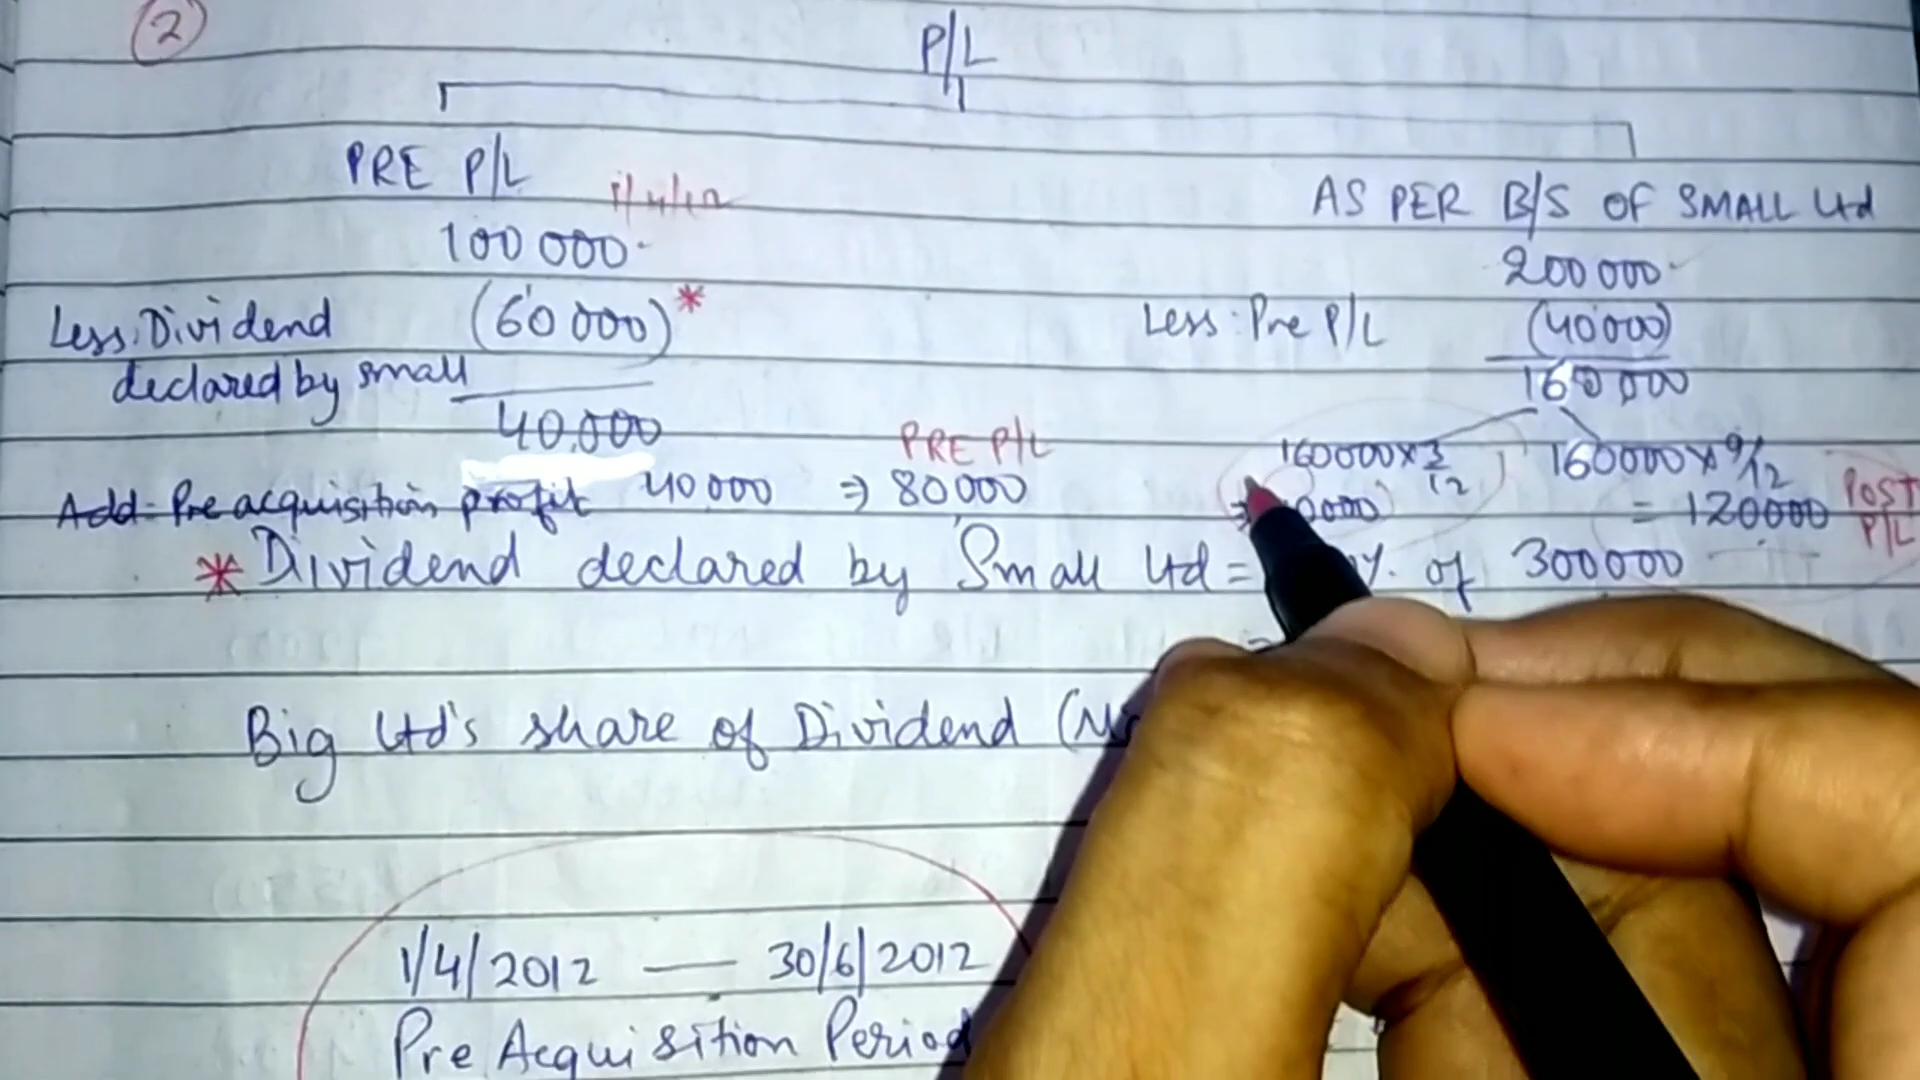 2
P/L
PRE P/L 1/4/12
100000
Less: Dividend (60000)*
declared by small
40,000
Add: Pre acquisition profit 40000 ⇒ 80000
PRE P/L
AS PER B/S OF SMALL Ltd
200000
Less: Pre P/L (40000)
160000
160000×3/12 160000×9/12
⇒ 0000 = 120000 POST P/L
* Dividend declared by Small Ltd = % of 300000
=
Big Ltd's share of Dividend
1/4/2012 — 30/6/2012
Pre Acquisition Period